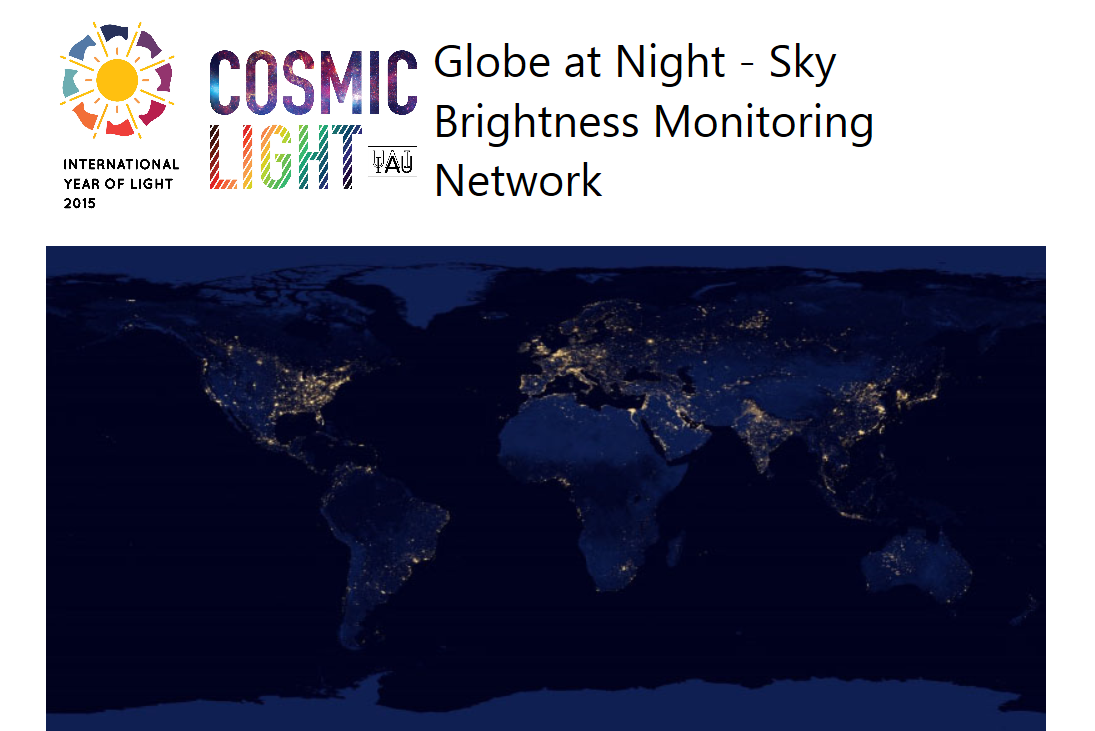 INTERNATIONAL
YEAR OF LIGHT
2015
COSMIC
LIGHT
IAU
Globe at Night - Sky
Brightness Monitoring
Network